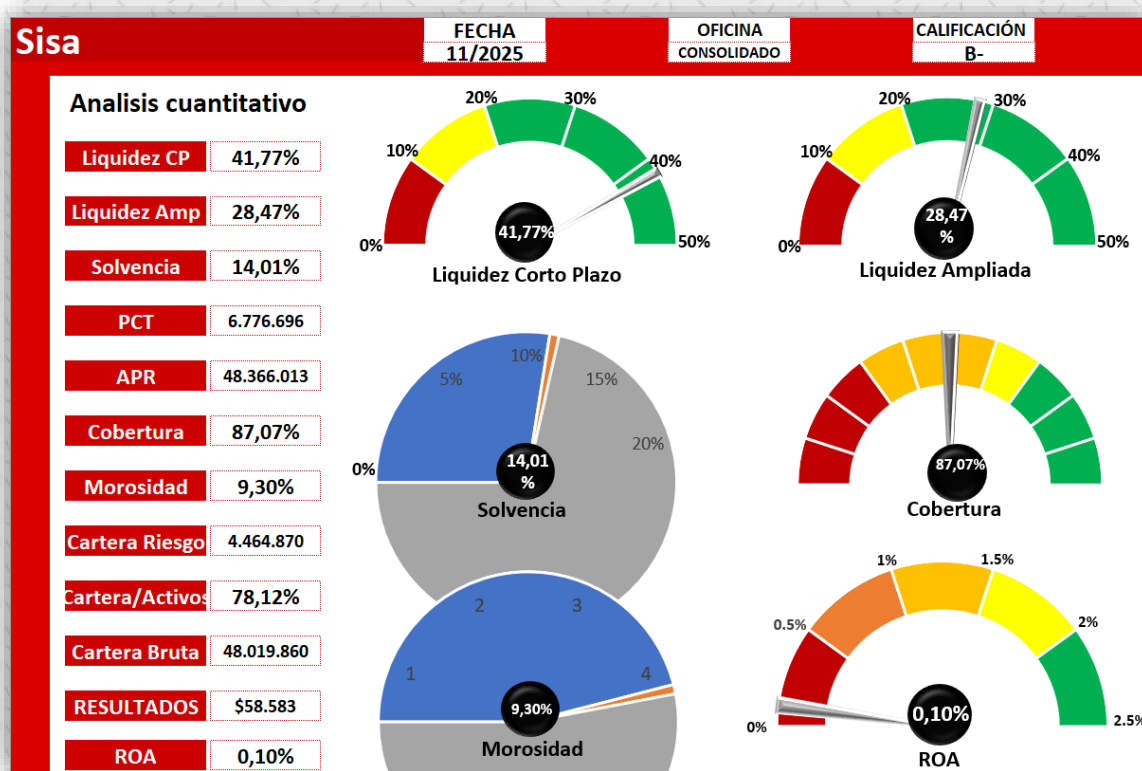 Sisa
FECHA
11/2025
OFICINA
CONSOLIDADO
CALIFICACIÓN
B-
Analisis cuantitativo
Liquidez CP 41,77%
Liquidez Amp 28,47%
Solvencia 14,01%
PCT 6.776.696
APR 48.366.013
Cobertura 87,07%
Morosidad 9,30%
Cartera Riesgo 4.464.870
Cartera/Activos 78,12%
Cartera Bruta 48.019.860
RESULTADOS $58.583
ROA 0,10%
0%
10%
20%
30%
40%
50%
41,77%
Liquidez Corto Plazo
0%
10%
20%
30%
40%
50%
28,47
%
Liquidez Ampliada
0%
5%
10%
15%
20%
14,01
%
Solvencia
87,07%
Cobertura
1
2
3
4
9,30%
Morosidad
0%
0.5%
1%
1.5%
2%
2.5%
0,10%
ROA